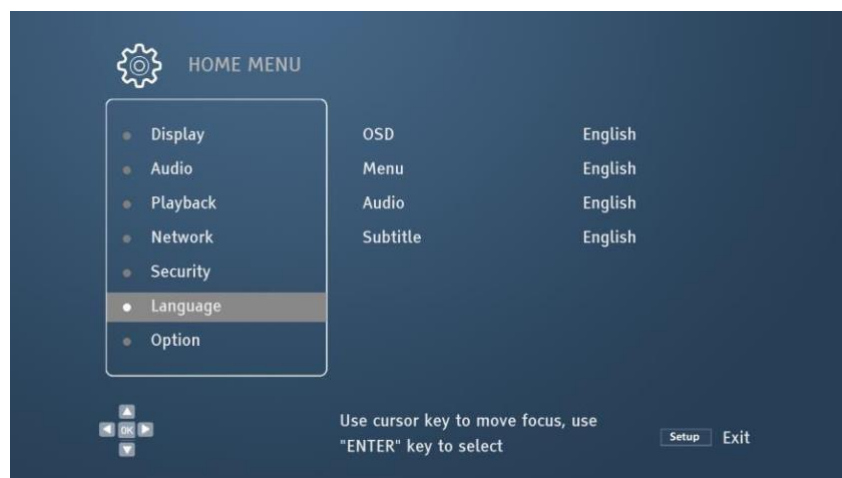 HOME MENU
Display
Audio
Playback
Network
Security
Language
Option
OSD English
Menu English
Audio English
Subtitle English
OK
Use cursor key to move focus, use
"ENTER" key to select
Setup Exit